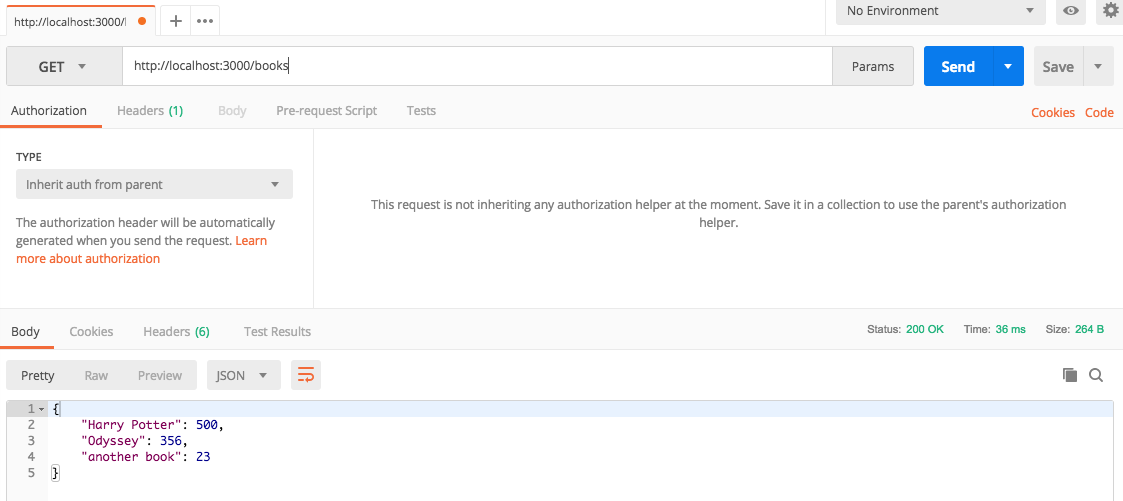 http://localhost:3000/
No Environment
GET
http://localhost:3000/books
Params
Send
Save
Authorization
Headers (1)
Body
Pre-request Script
Tests
Cookies
Code
TYPE
Inherit auth from parent
The authorization header will be automatically
generated when you send the request. Learn
more about authorization
This request is not inheriting any authorization helper at the moment. Save it in a collection to use the parent's authorization
helper.
Body
Cookies
Headers (6)
Test Results
Status: 200 OK
Time: 36 ms
Size: 264 B
Pretty
Raw
Preview
JSON
1 {
2 "Harry Potter": 500,
3 "Odyssey": 356,
4 "another book": 23
5 }